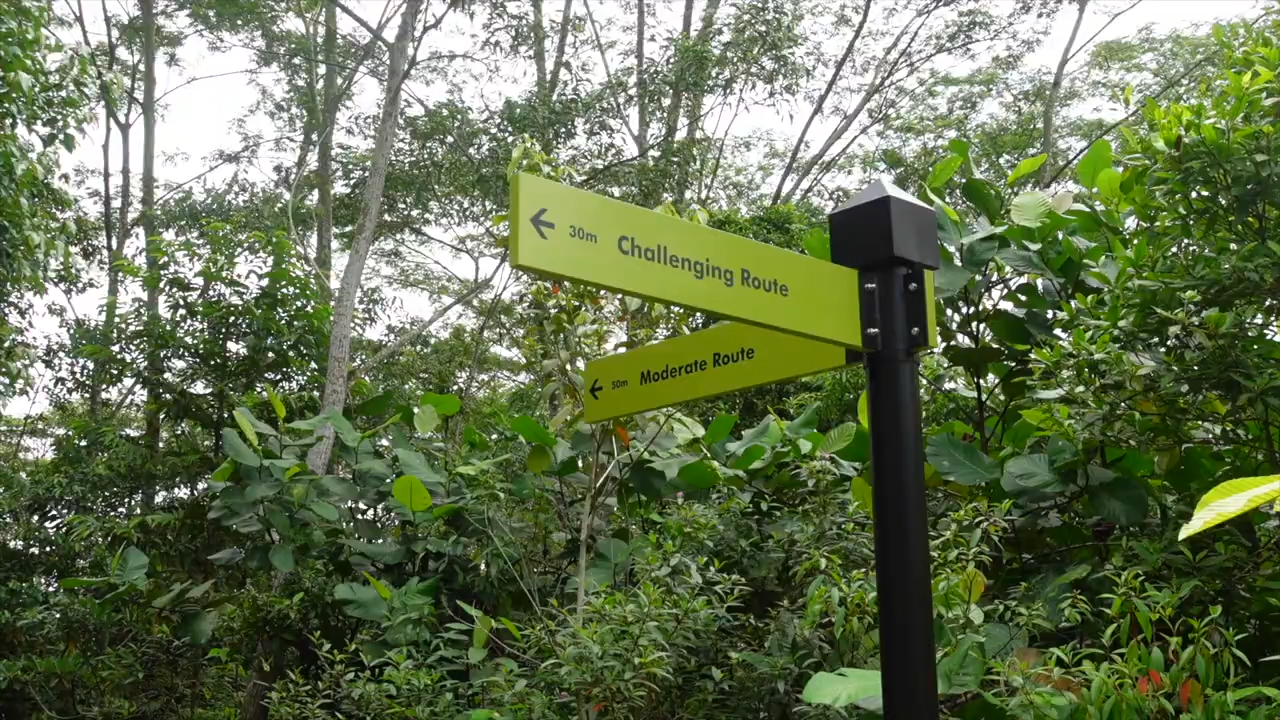 ← 30m Challenging Route
← 50m Moderate Route